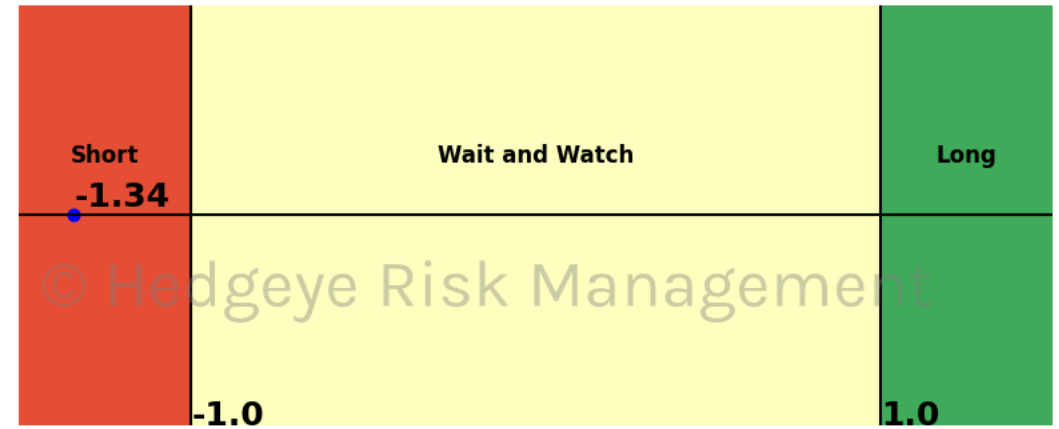 Short
Wait and Watch
Long
-1.34
© Hedgeye Risk Management
-1.0
1.0